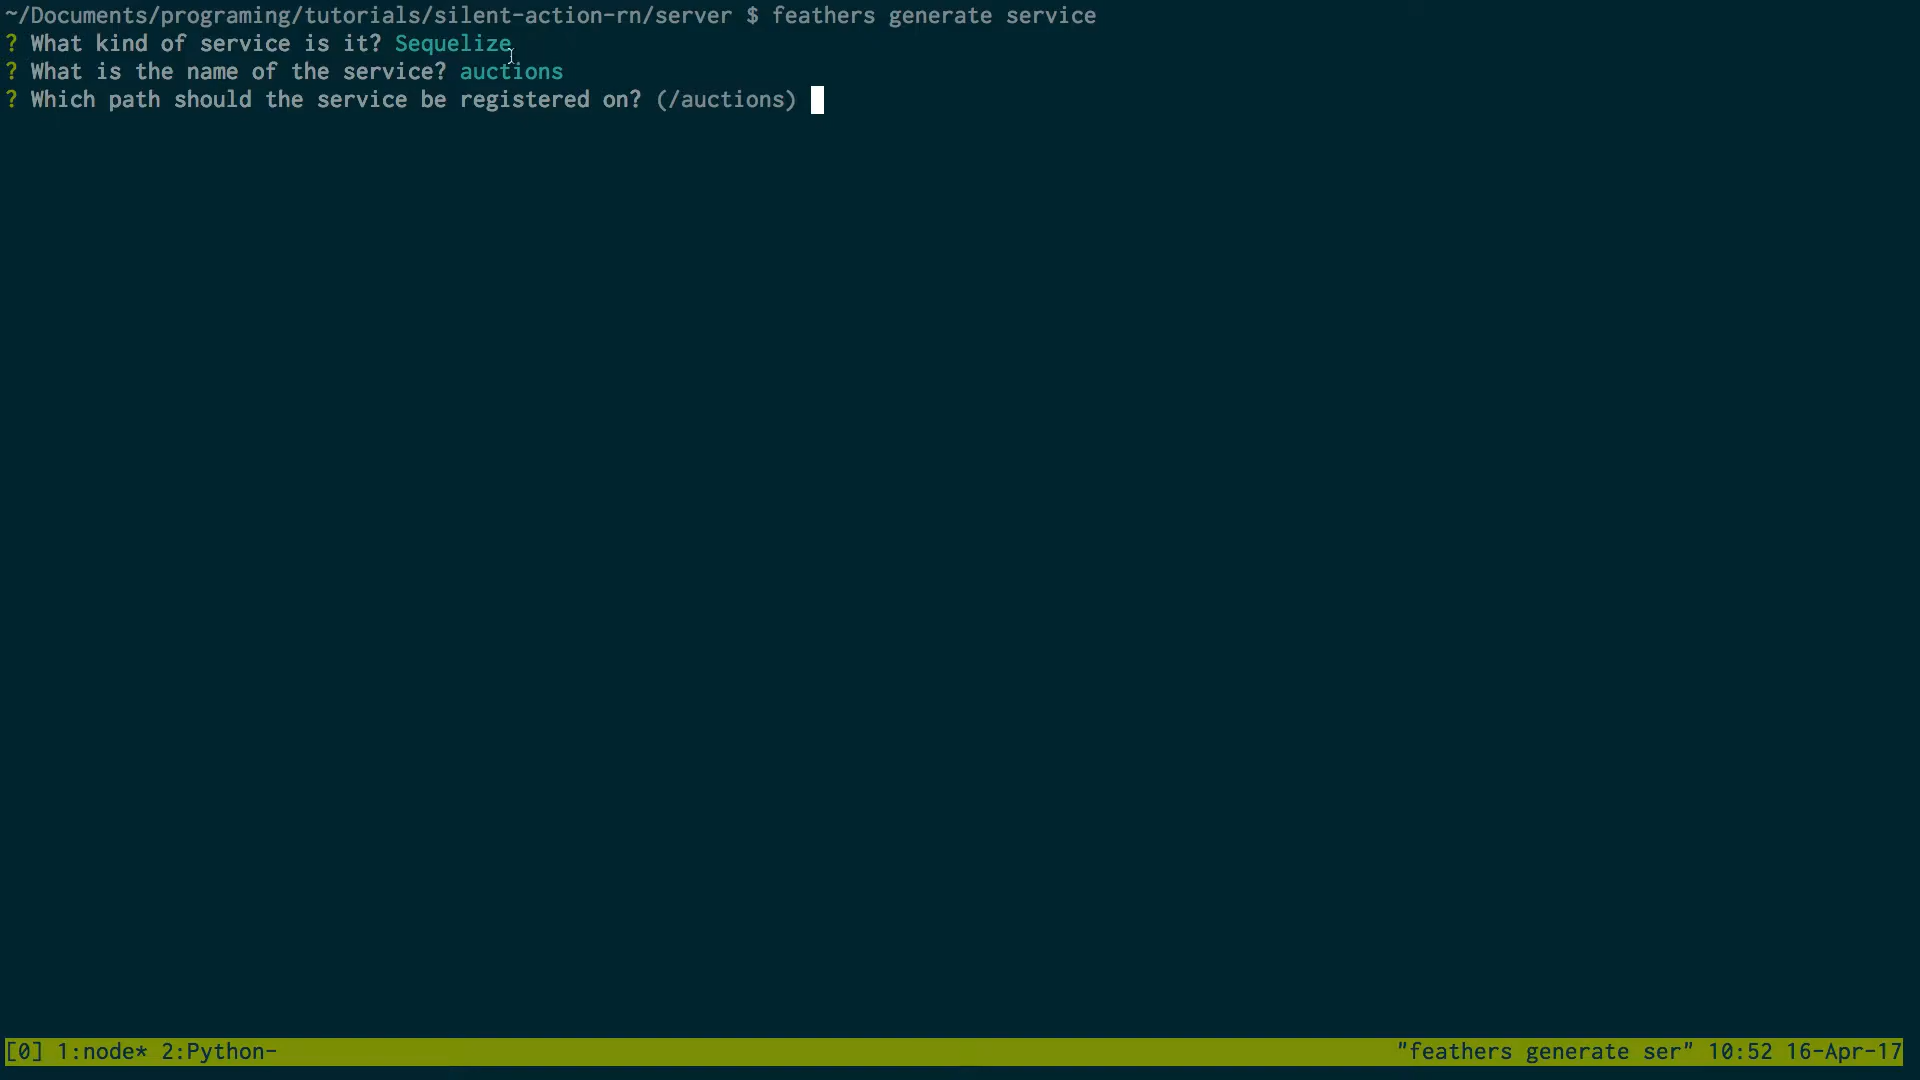 ~/Documents/programing/tutorials/silent-action-rn/server $ feathers generate service
? What kind of service is it? Sequelize
? What is the name of the service? auctions
? Which path should the service be registered on? (/auctions)
[0] 1:node* 2:Python- "feathers generate ser" 10:52 16-Apr-17